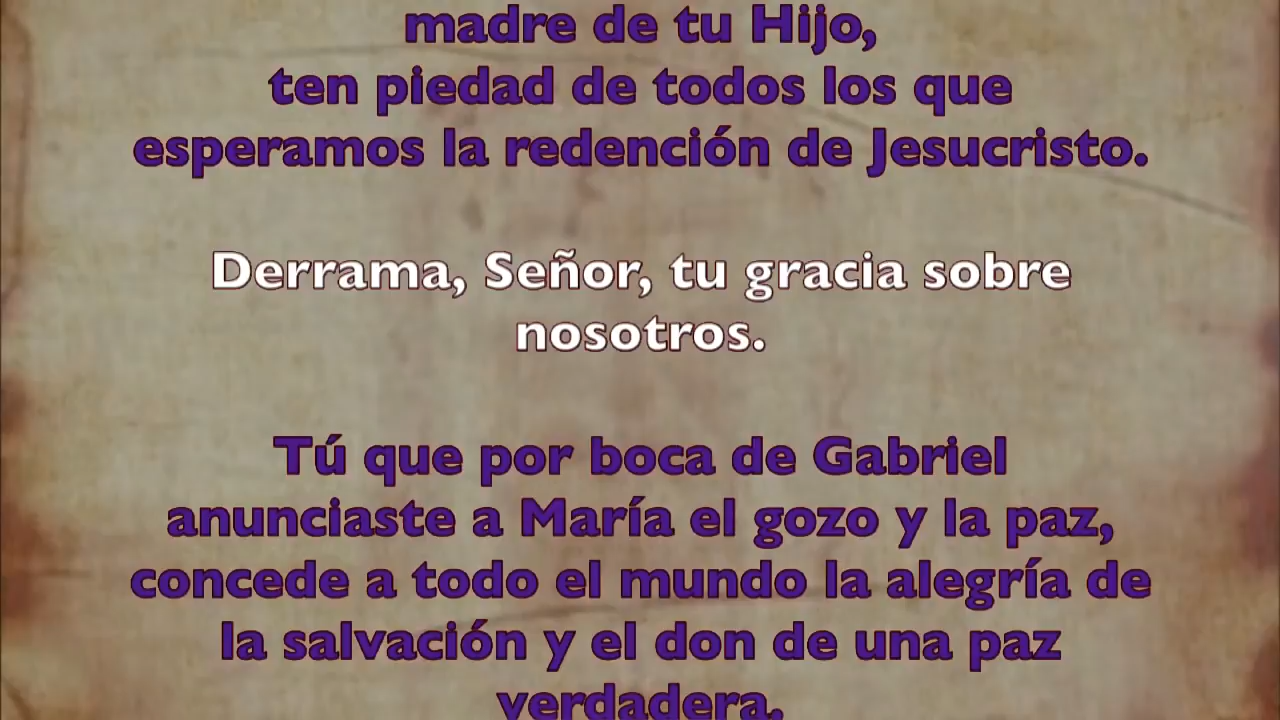 madre de tu Hijo,
ten piedad de todos los que
esperamos la redención de Jesucristo.
Derrama, Señor, tu gracia sobre
nosotros.
Tú que por boca de Gabriel
anunciaste a María el gozo y la paz,
concede a todo el mundo la alegría de
la salvación y el don de una paz
verdadera.